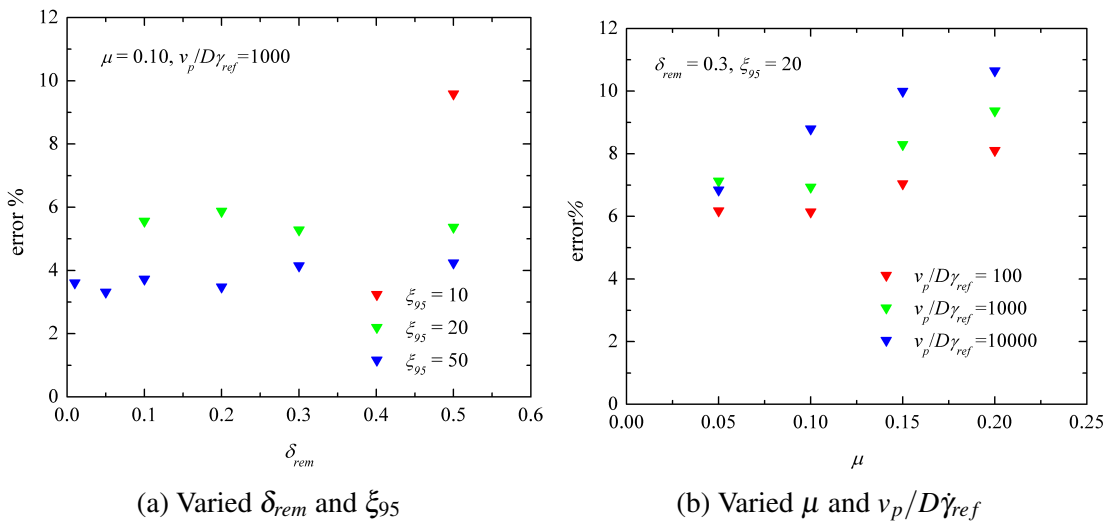 μ = 0.10, v_p/Dγ_ref=1000
error %
14
12
10
8
6
4
2
0
0.0 0.1 0.2 0.3 0.4 0.5 0.6
δ_rem
ξ_95 = 10
ξ_95 = 20
ξ_95 = 50
(a) Varied δ_rem and ξ_95
δ_rem = 0.3, ξ_95 = 20
error%
12
10
8
6
4
2
0
0.00 0.05 0.10 0.15 0.20 0.25
μ
v_p/Dγ_ref = 100
v_p/Dγ_ref =1000
v_p/Dγ_ref =10000
(b) Varied μ and v_p/Dγ̇_ref